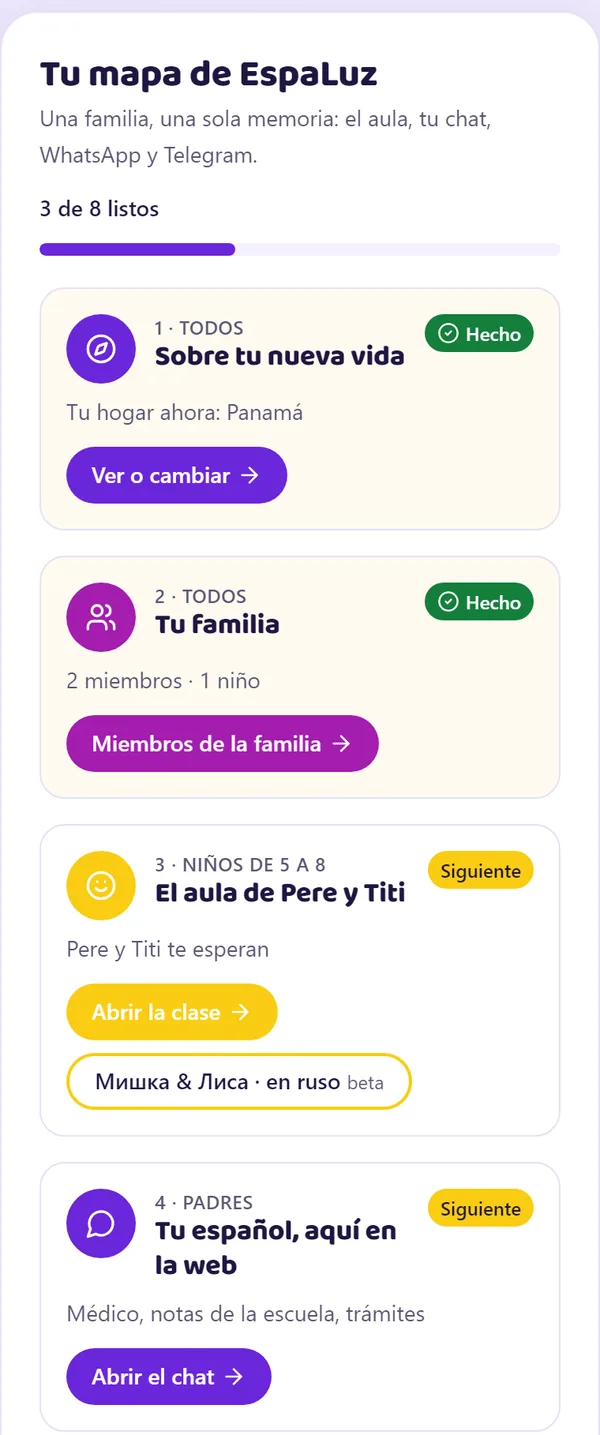 Tu mapa de EspaLuz
Una familia, una sola memoria: el aula, tu chat,
WhatsApp y Telegram.
3 de 8 listos
1 · TODOS
Sobre tu nueva vida
Hecho
Tu hogar ahora: Panamá
Ver o cambiar →
2 · TODOS
Tu familia
Hecho
2 miembros · 1 niño
Miembros de la familia →
3 · NIÑOS DE 5 A 8
El aula de Pere y Titi
Siguiente
Pere y Titi te esperan
Abrir la clase →
Мишка & Лиса · en ruso beta
4 · PADRES
Tu español, aquí en
la web
Siguiente
Médico, notas de la escuela, trámites
Abrir el chat →